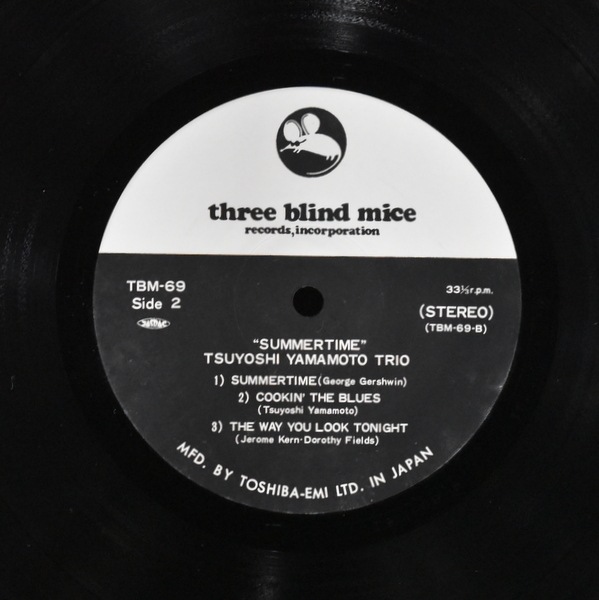 three blind mice
records, incorporation
TBM-69
Side 2
33⅓ r.p.m.
(STEREO)
(TBM-69-B)
"SUMMERTIME"
TSUYOSHI YAMAMOTO TRIO
1) SUMMERTIME (George Gershwin)
2) COOKIN' THE BLUES
(Tsuyoshi Yamamoto)
3) THE WAY YOU LOOK TONIGHT
(Jerome Kern-Dorothy Fields)
MFD. BY TOSHIBA-EMI LTD. IN JAPAN